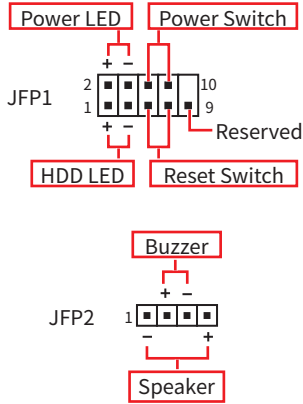 Power LED Power Switch
+ −
2 10
JFP1
1 9
+ − Reserved
HDD LED Reset Switch
Buzzer
+ −
JFP2 1
− +
Speaker